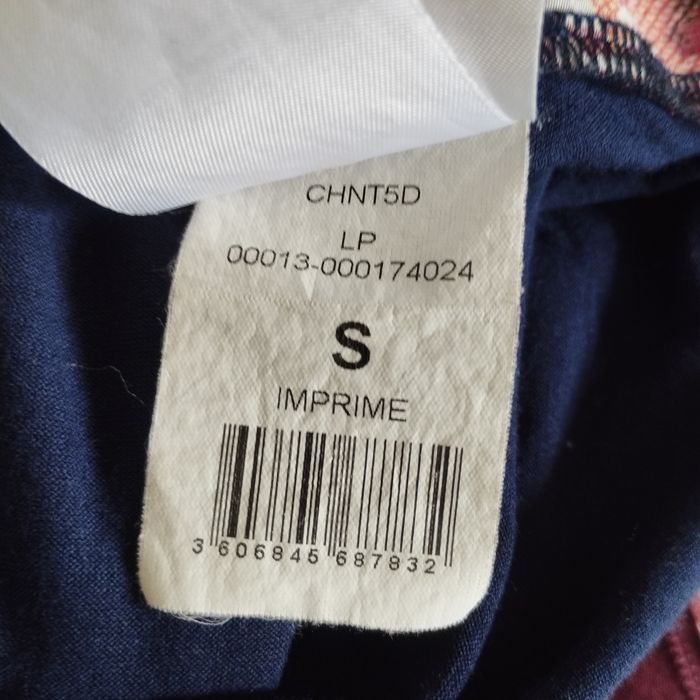 CHNT5D
LP
00013-000174024
S
IMPRIME
3 606845 687832